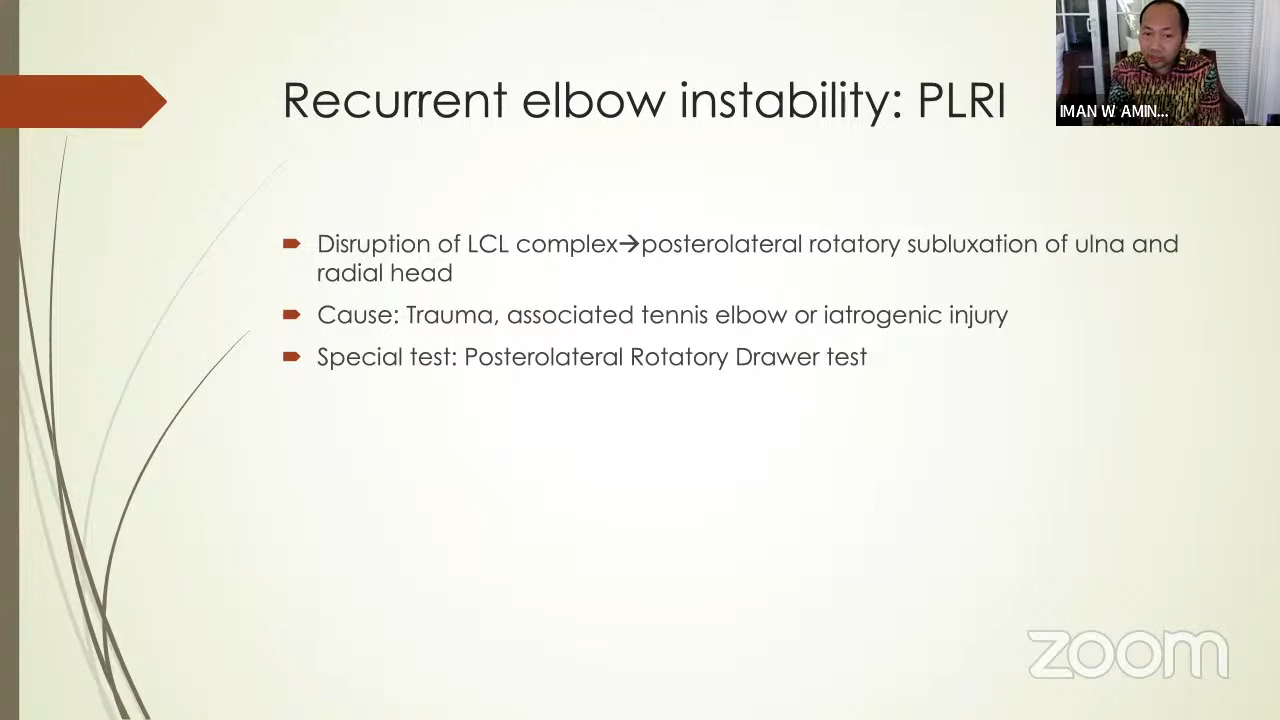 Recurrent elbow instability: PLRI
IMAN W AMIN...
Disruption of LCL complex→posterolateral rotatory subluxation of ulna and
radial head
Cause: Trauma, associated tennis elbow or iatrogenic injury
Special test: Posterolateral Rotatory Drawer test
zoom